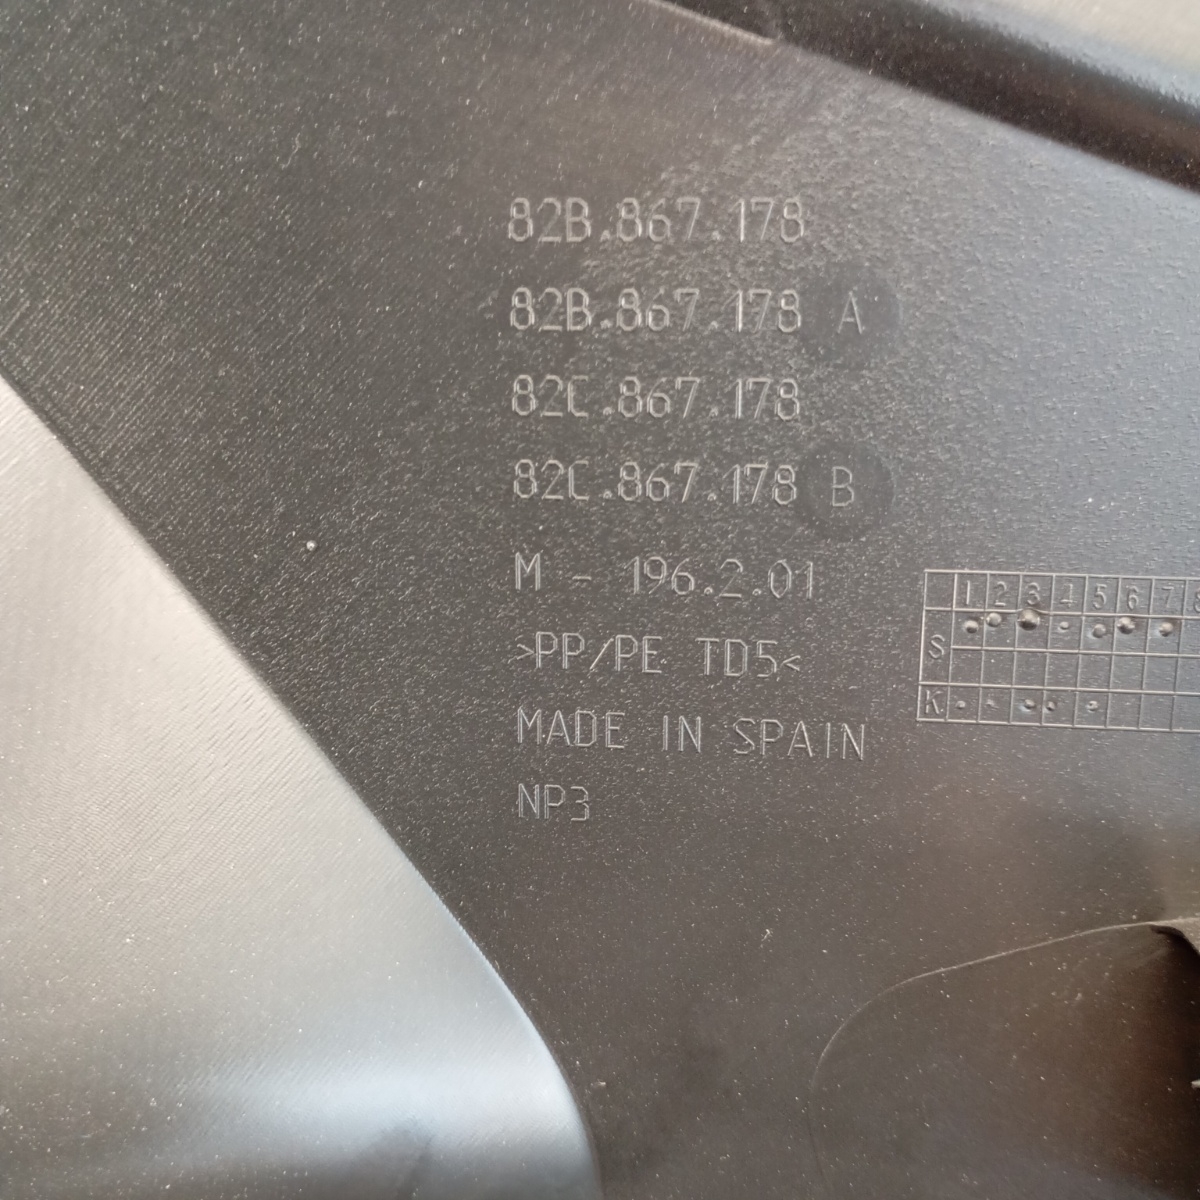 82B.867.178
82B.867.178 A
82C.867.178
82C.867.178 B
M - 196.2.01
>PP/PE TD5<
MADE IN SPAIN
NP3
1 2 3 4 5 6 7
S
K